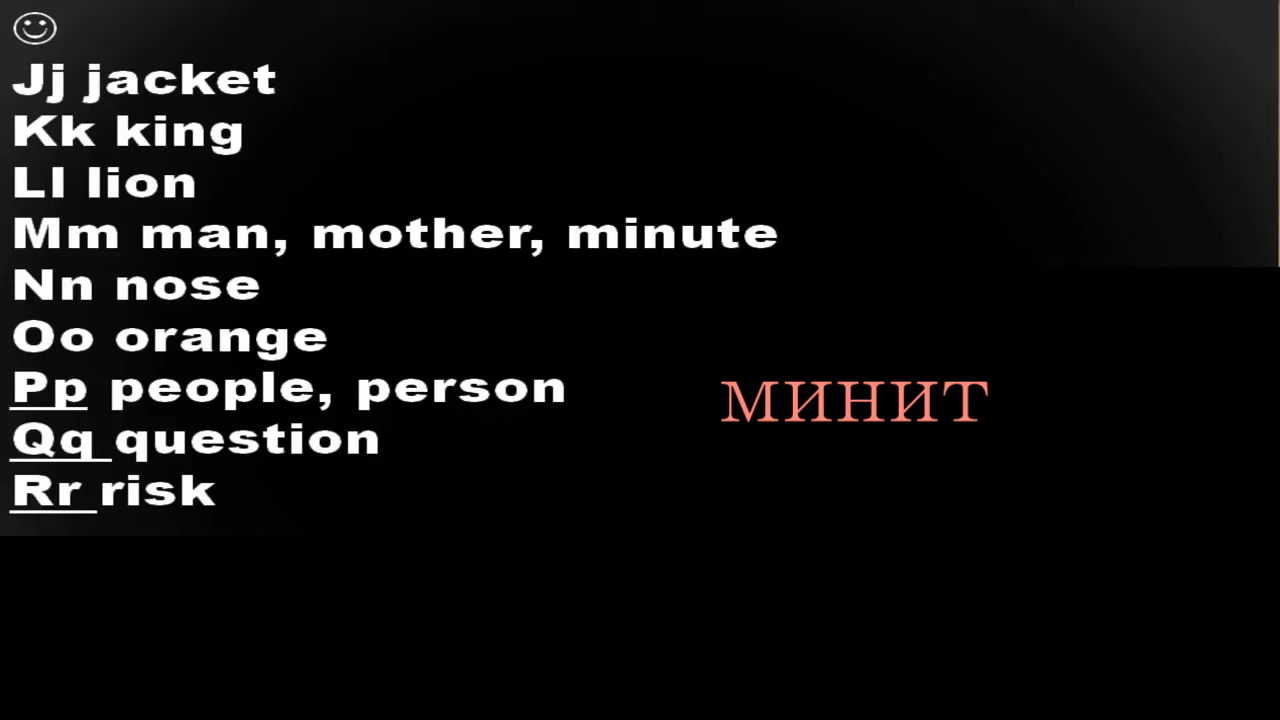 Jj jacket
Kk king
Ll lion
Mm man, mother, minute
Nn nose
Oo orange
Pp people, person
Qq question
Rr risk
МИНИТ